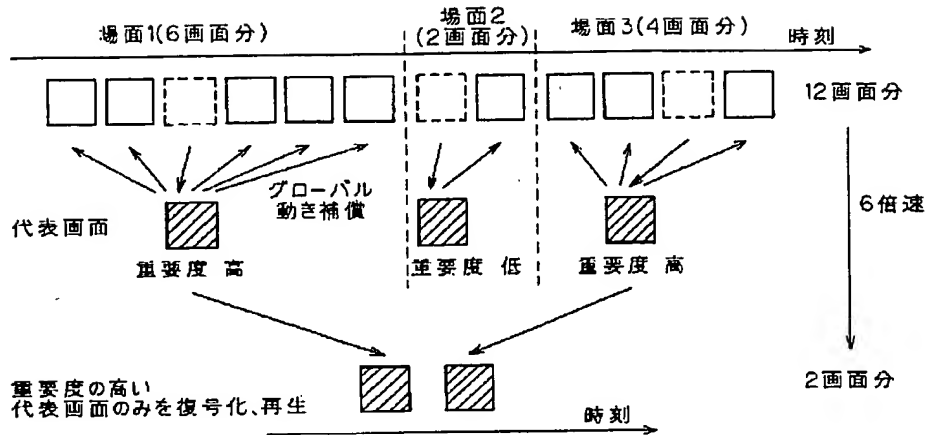 場面1(6画面分)
場面2
(2画面分)
場面3(4画面分)
時刻
12画面分
グローバル
動き補償
6倍速
代表画面
重要度 高
重要度 低
重要度 高
2画面分
重要度の高い
代表画面のみを復号化、再生
時刻